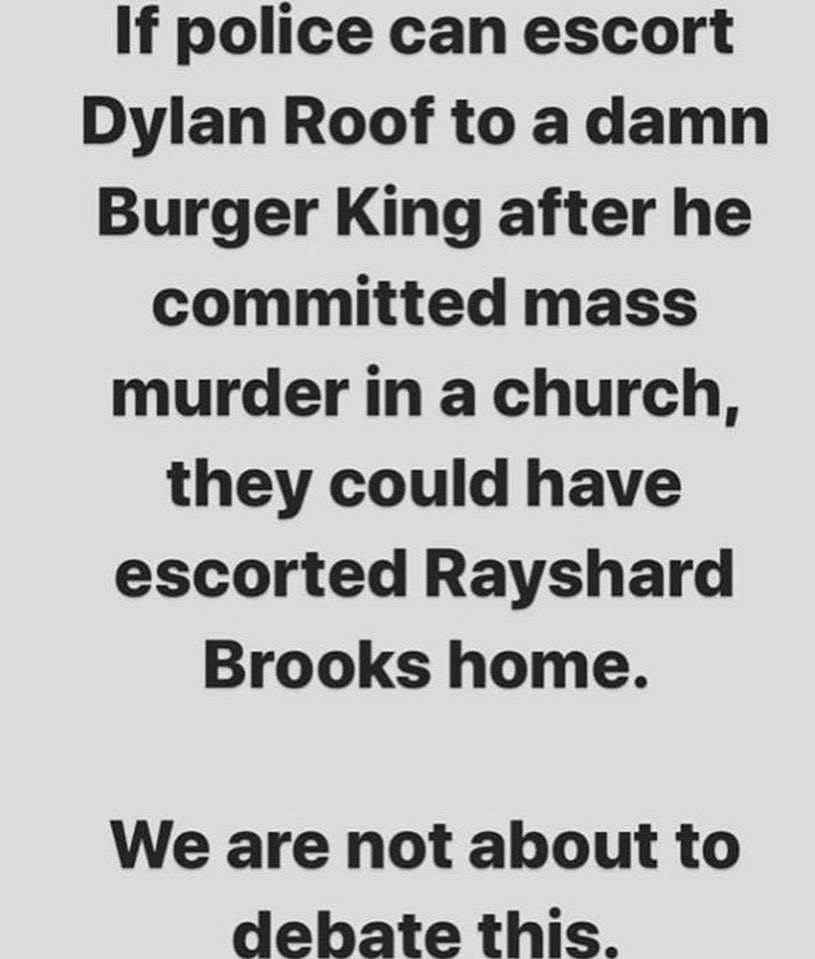 If police can escort
Dylan Roof to a damn
Burger King after he
committed mass
murder in a church,
they could have
escorted Rayshard
Brooks home.
We are not about to
debate this.